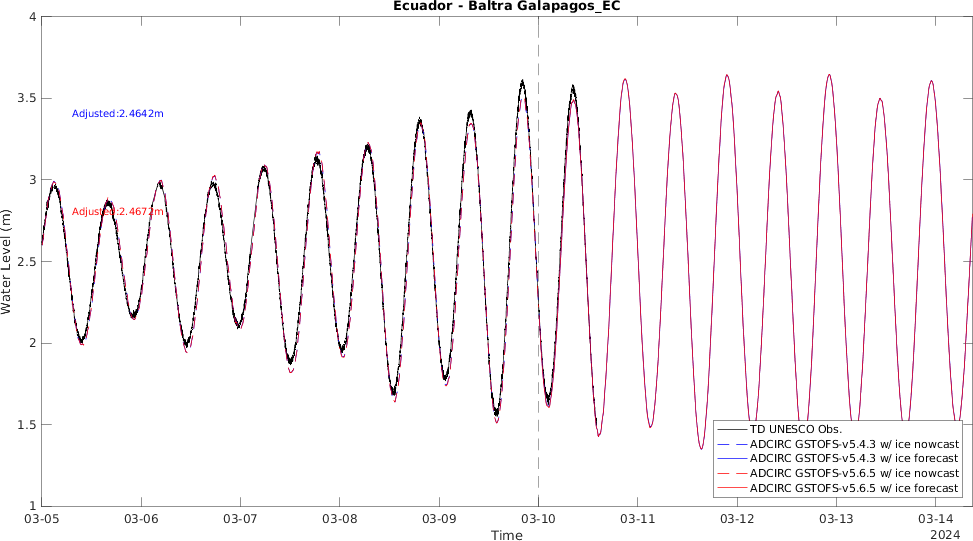 Ecuador - Baltra Galapagos_EC
4
3.5
3
2.5
2
1.5
1
Water Level (m)
Adjusted:2.4642m
Adjusted:2.4672m
TD UNESCO Obs.
ADCIRC GSTOFS-v5.4.3 w/ ice nowcast
ADCIRC GSTOFS-v5.4.3 w/ ice forecast
ADCIRC GSTOFS-v5.6.5 w/ ice nowcast
ADCIRC GSTOFS-v5.6.5 w/ ice forecast
03-05 03-06 03-07 03-08 03-09 03-10 03-11 03-12 03-13 03-14
2024
Time